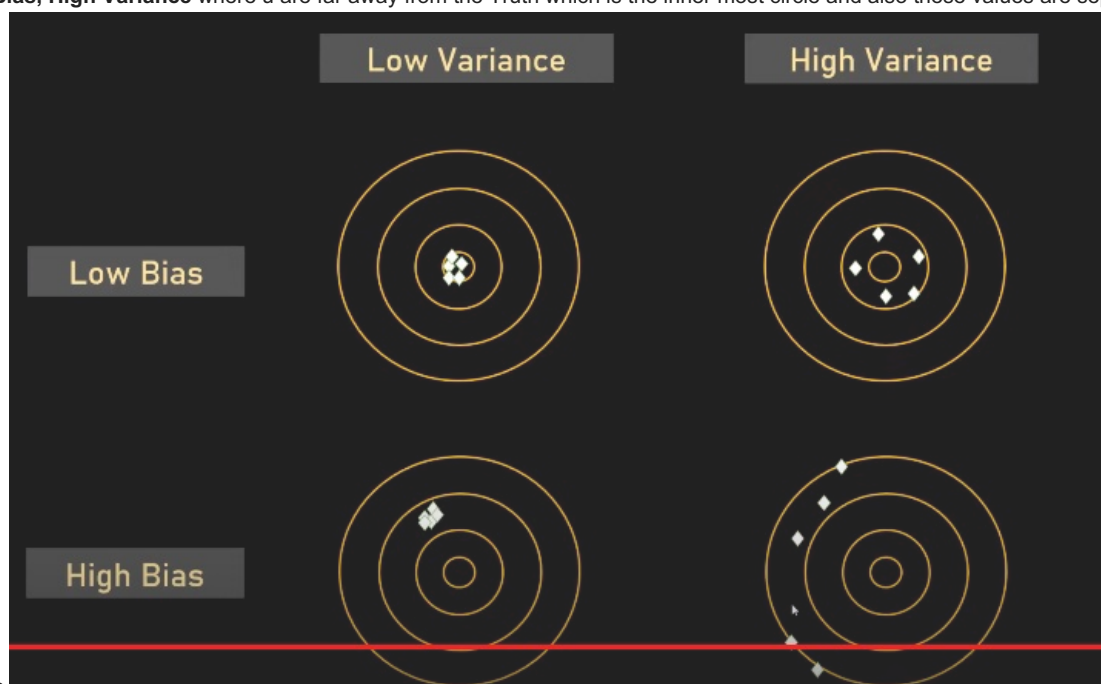 High Variance where u are far away from the Truth which is the inner most circle and also these values are
Low Variance
High Variance
Low Bias
High Bias